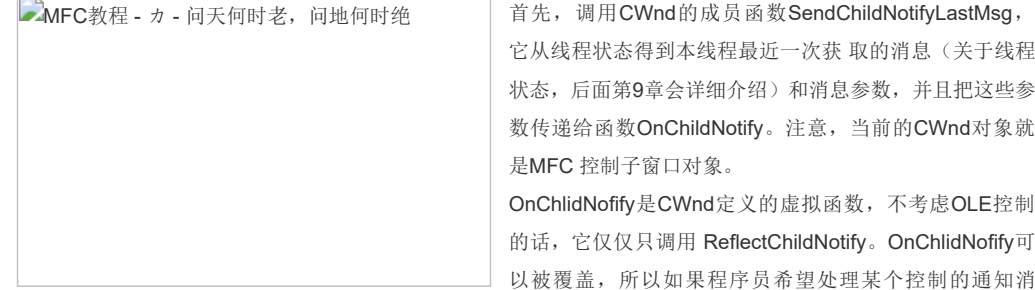 MFC教程 - カ - 问天何时老，问地何时绝
首先，调用CWnd的成员函数SendChildNotifyLastMsg，
它从线程状态得到本线程最近一次获 取的消息（关于线程
状态，后面第9章会详细介绍）和消息参数，并且把这些参
数传递给函数OnChildNotify。注意，当前的CWnd对象就
是MFC 控制子窗口对象。
OnChlidNofify是CWnd定义的虚拟函数，不考虑OLE控制
的话，它仅仅只调用 ReflectChildNotify。OnChlidNofify可
以被覆盖，所以如果程序员希望处理某个控制的通知消